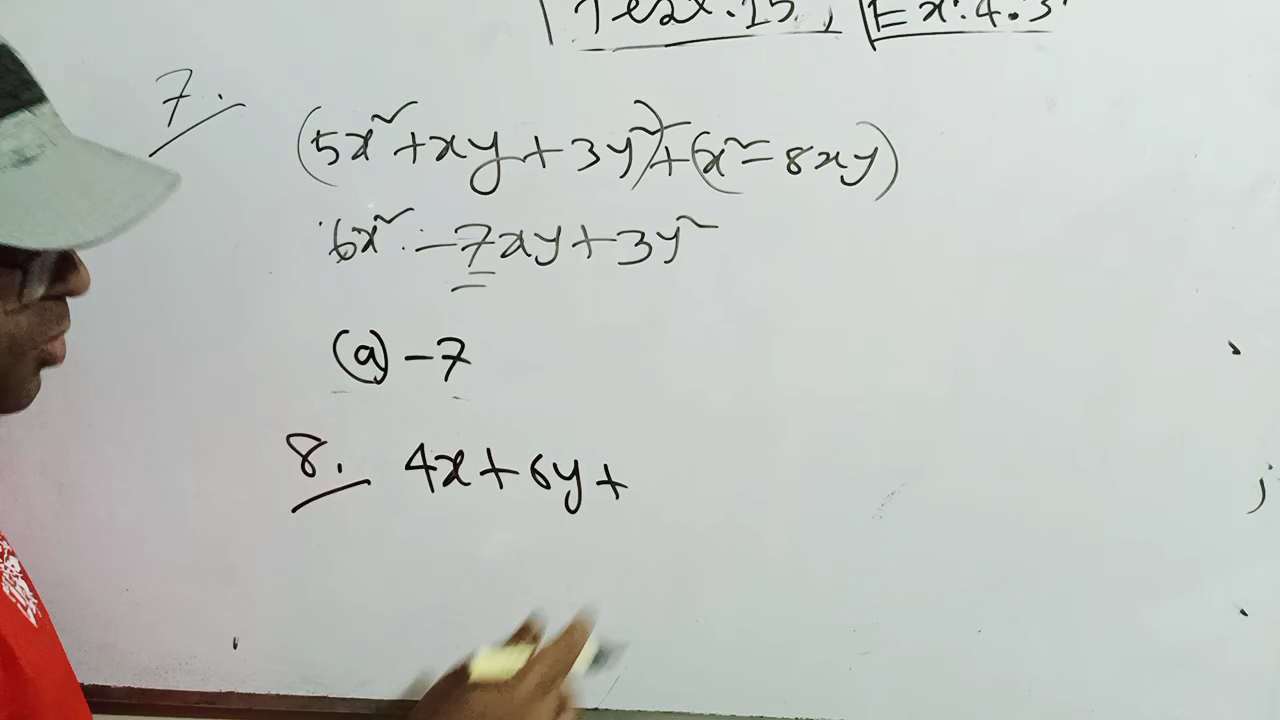 Text.15, Ex.4.3
7.
(5x²+xy+3y²)+(x²-8xy)
6x²-7xy+3y²
(a) -7
8. 4x+6y+